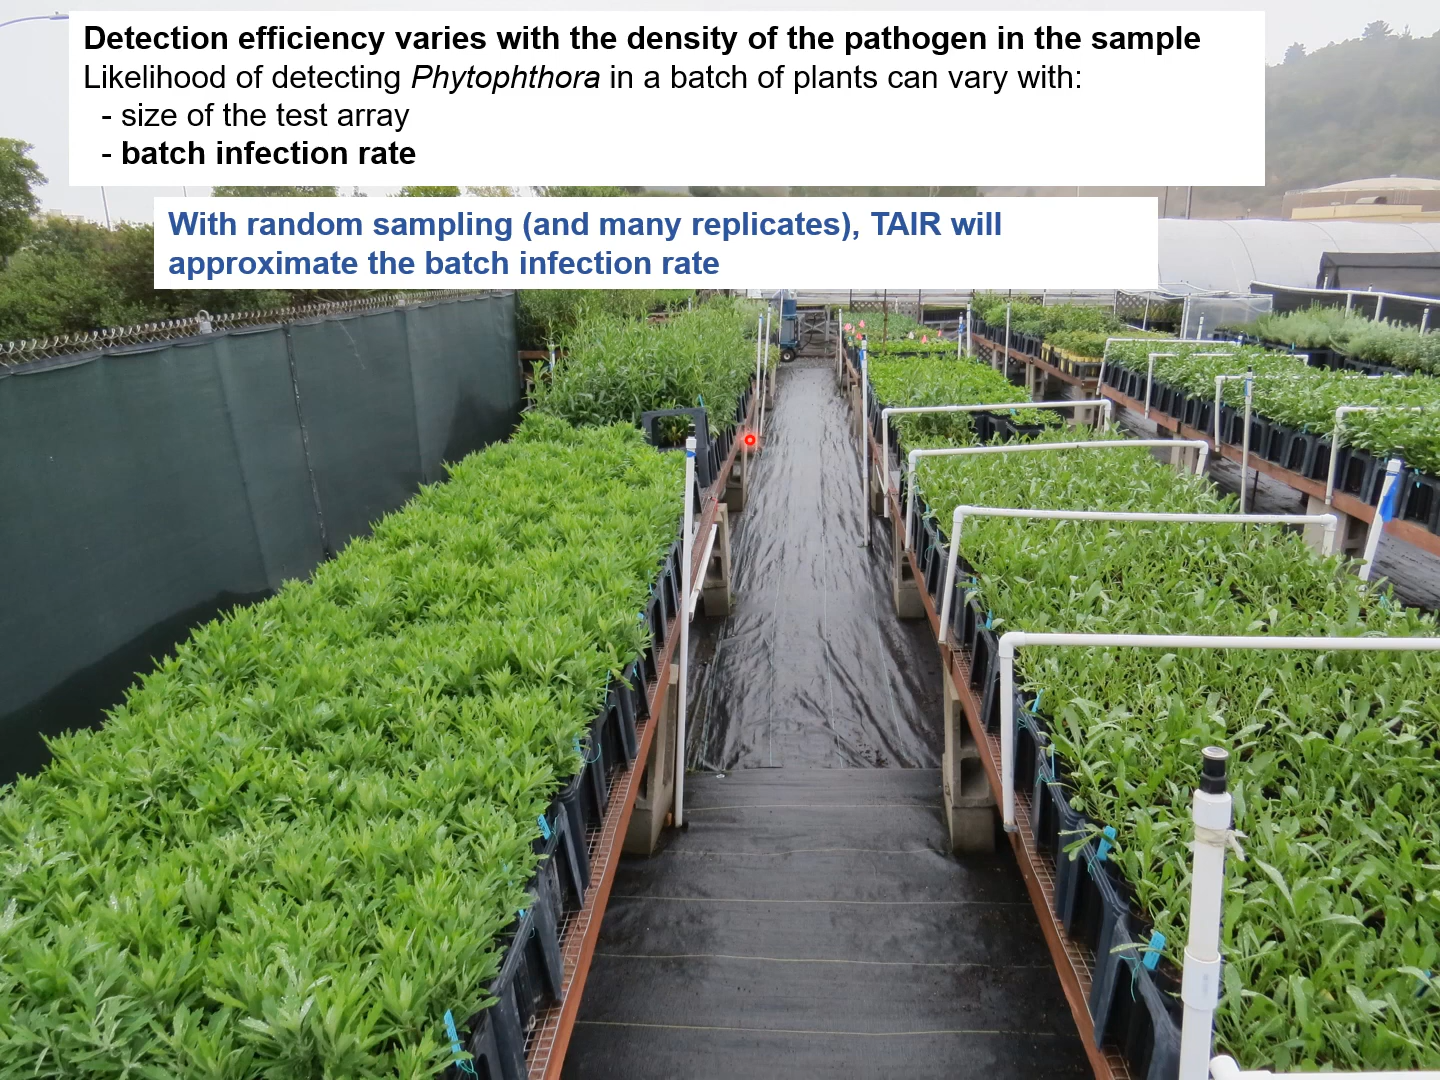 Detection efficiency varies with the density of the pathogen in the sample
Likelihood of detecting Phytophthora in a batch of plants can vary with:
- size of the test array
- batch infection rate
With random sampling (and many replicates), TAIR will
approximate the batch infection rate